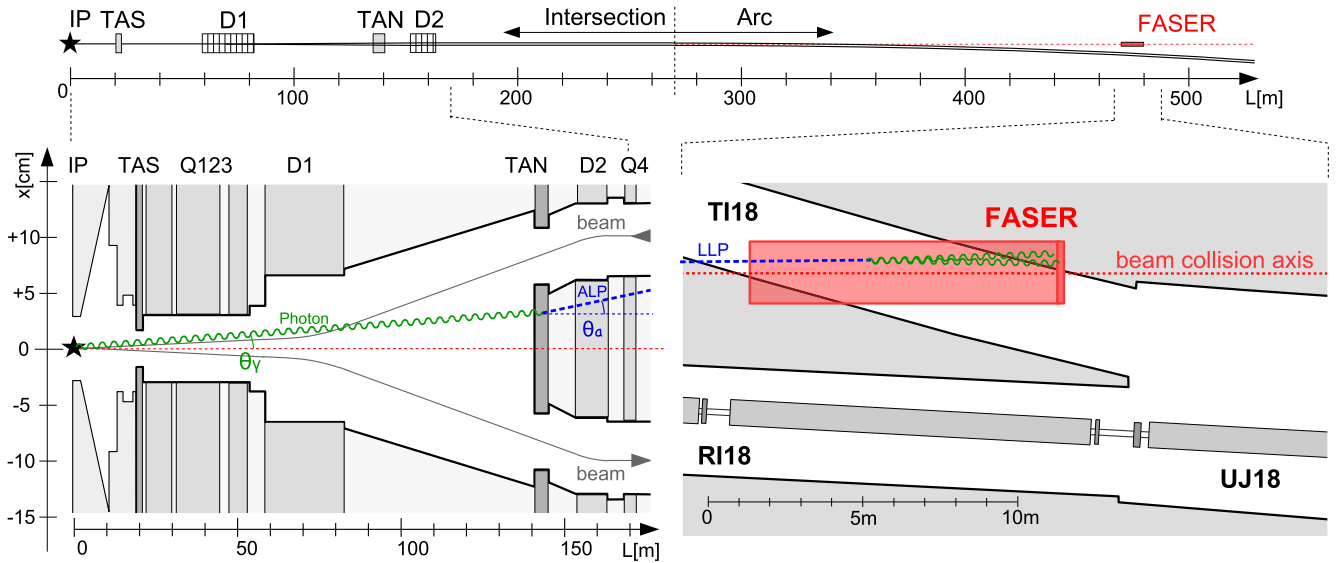 IP TAS D1 TAN D2 Intersection Arc FASER
0 100 200 300 400 500 L[m]
IP TAS Q123 D1 TAN D2 Q4
x[cm]
+10
+5
0
-5
-10
-15
beam
Photon
ALP
θγ
θa
beam
0 50 100 150 L[m]
TI18
FASER
LLP
beam collision axis
RI18
UJ18
0 5m 10m